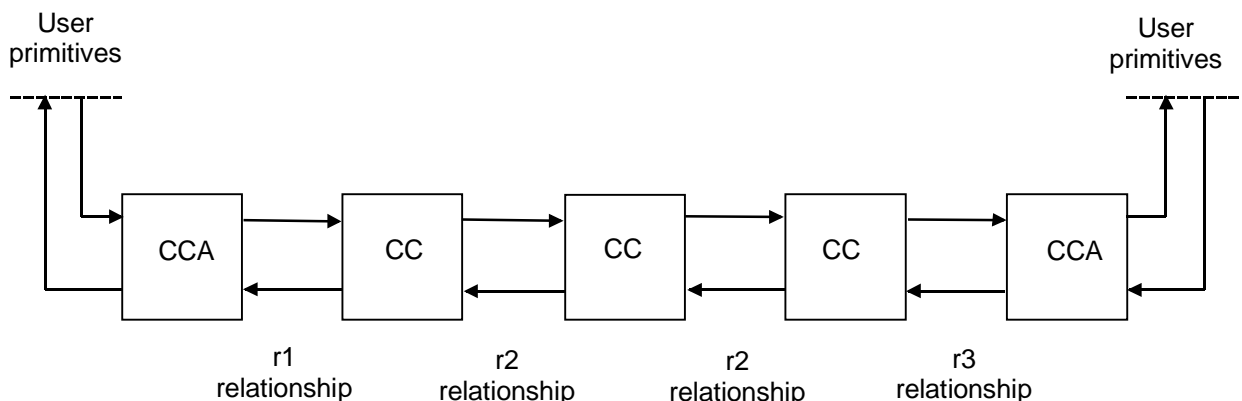 User
primitives
User
primitives
CCA
CC
CC
CC
CCA
r1
relationship
r2
relationship
r2
relationship
r3
relationship